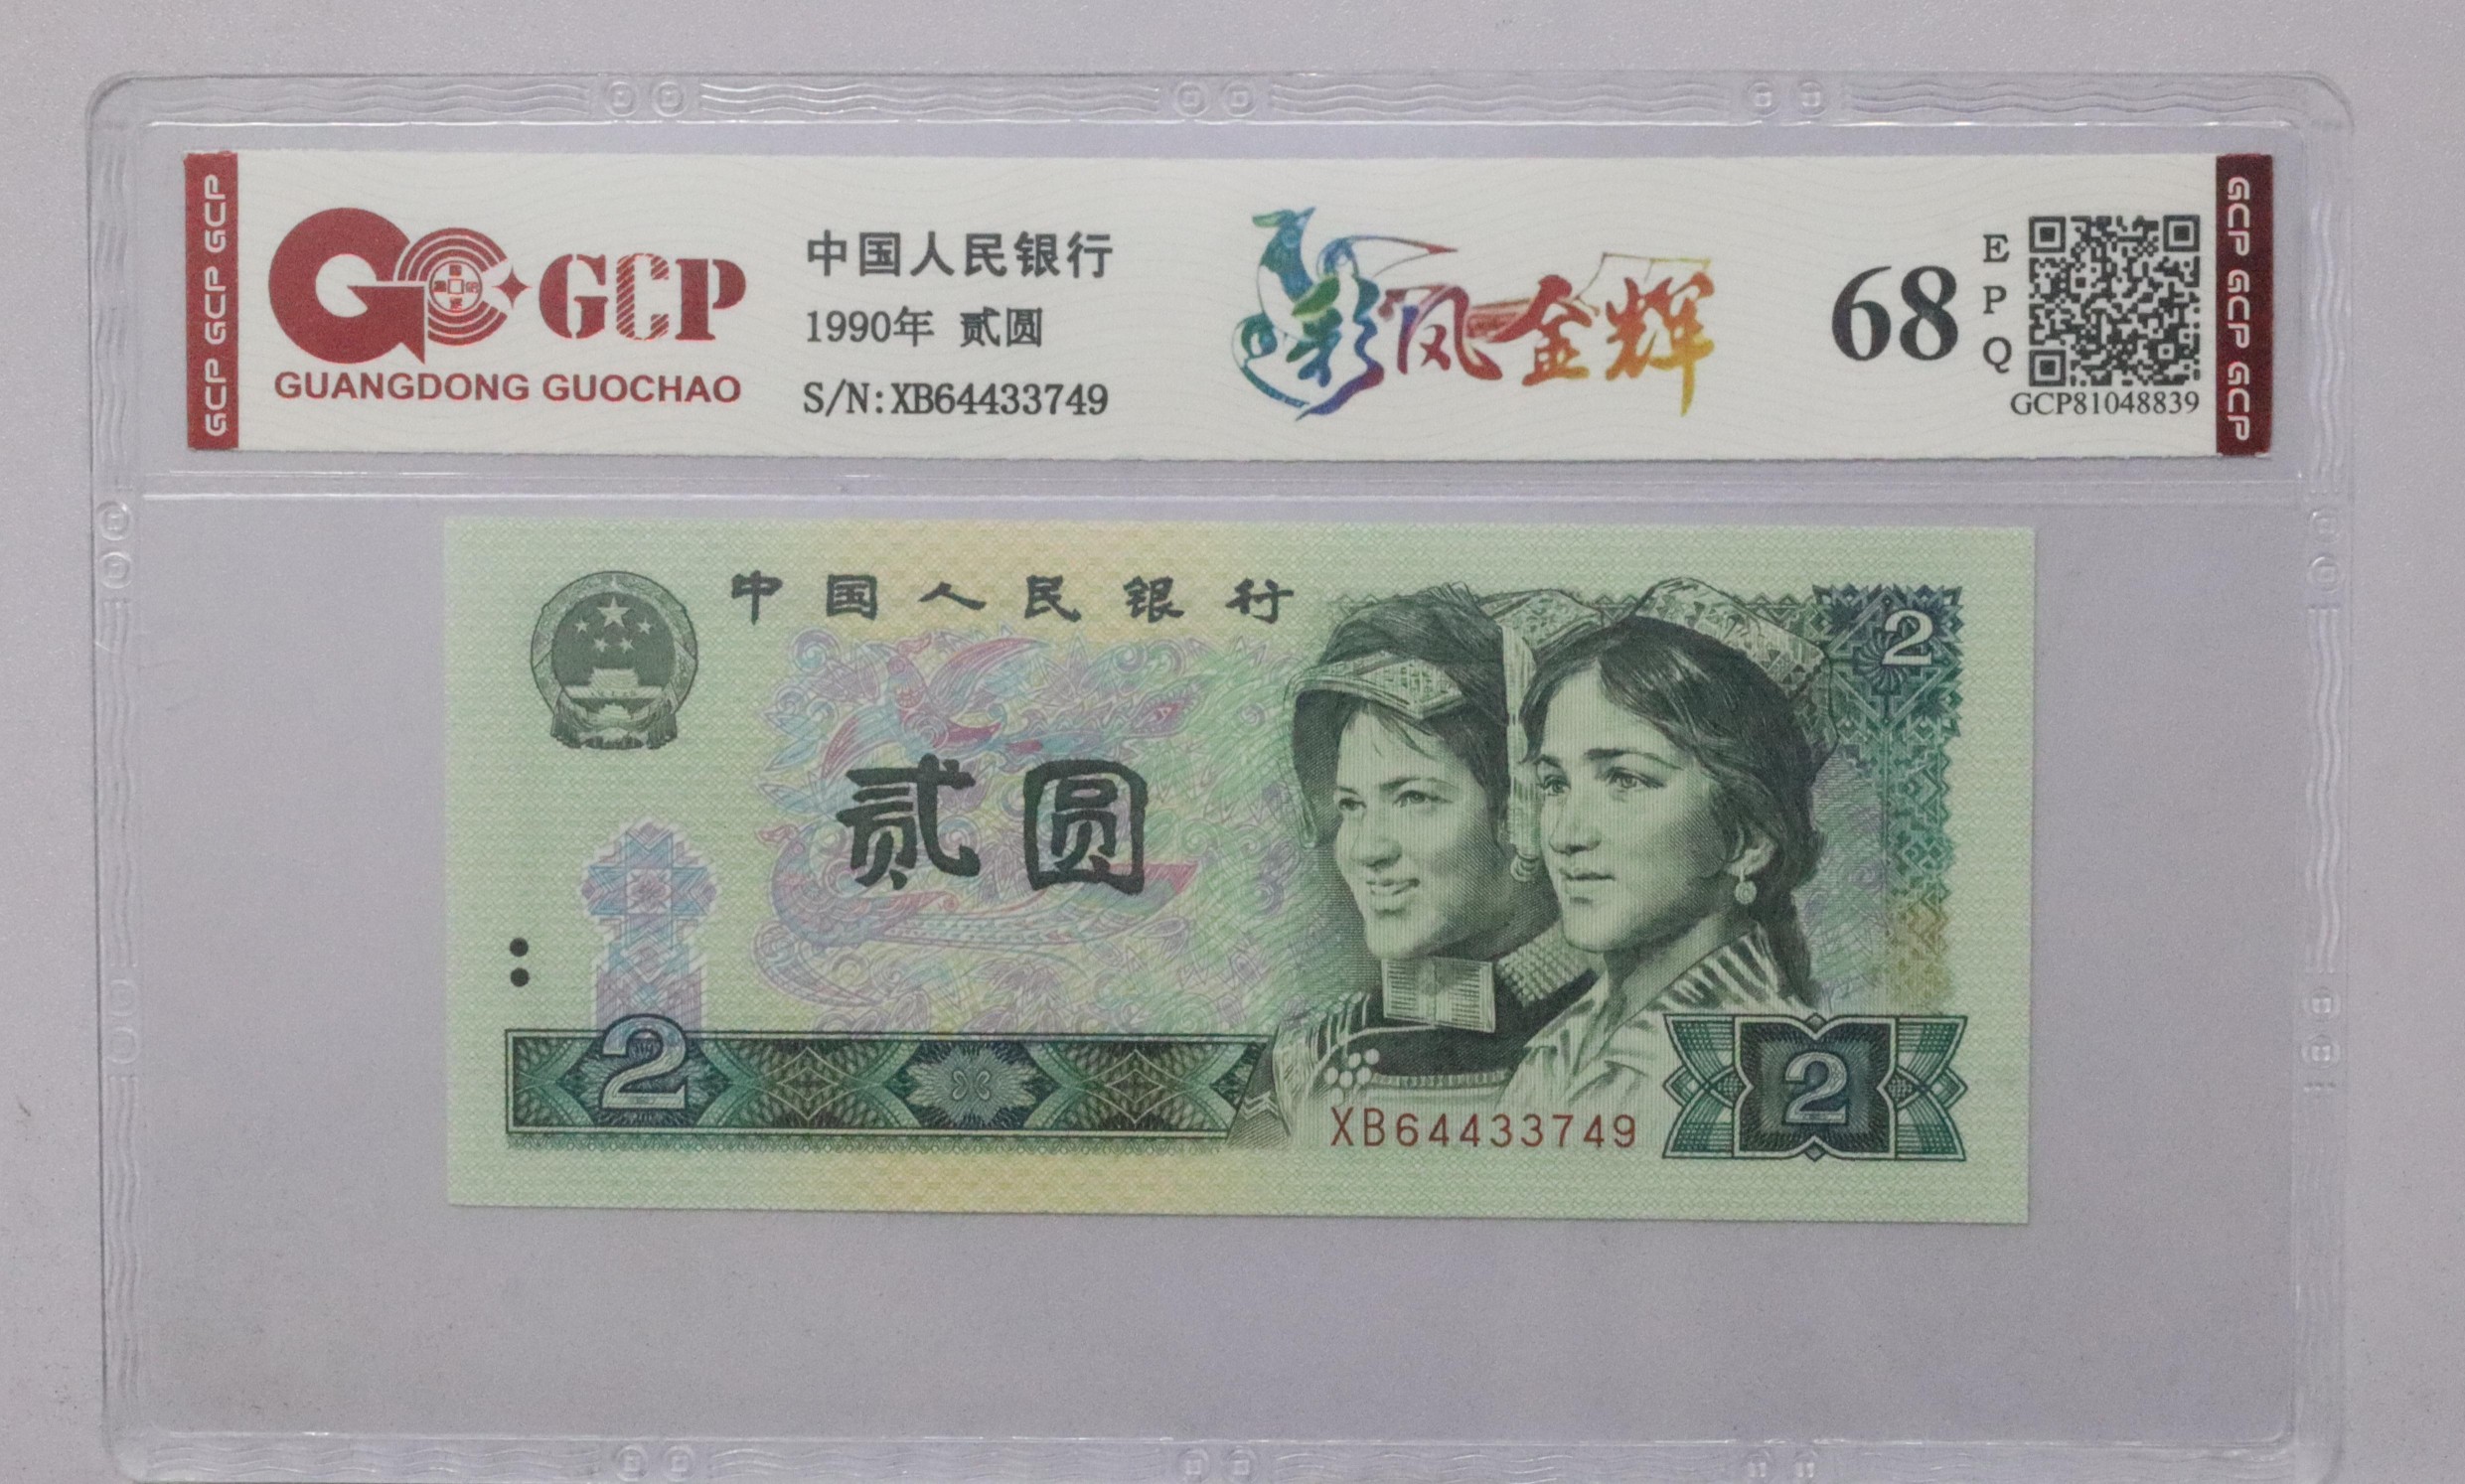 GCP GCP GCP
GCP
GUANGDONG GUOCHAO
中国人民银行
1990年 贰圆
S/N:XB64433749
彩凤金辉
68
EPQ
GCP81048839
GCP GCP GCP
中国人民银行
2
贰圆
2
2
XB64433749